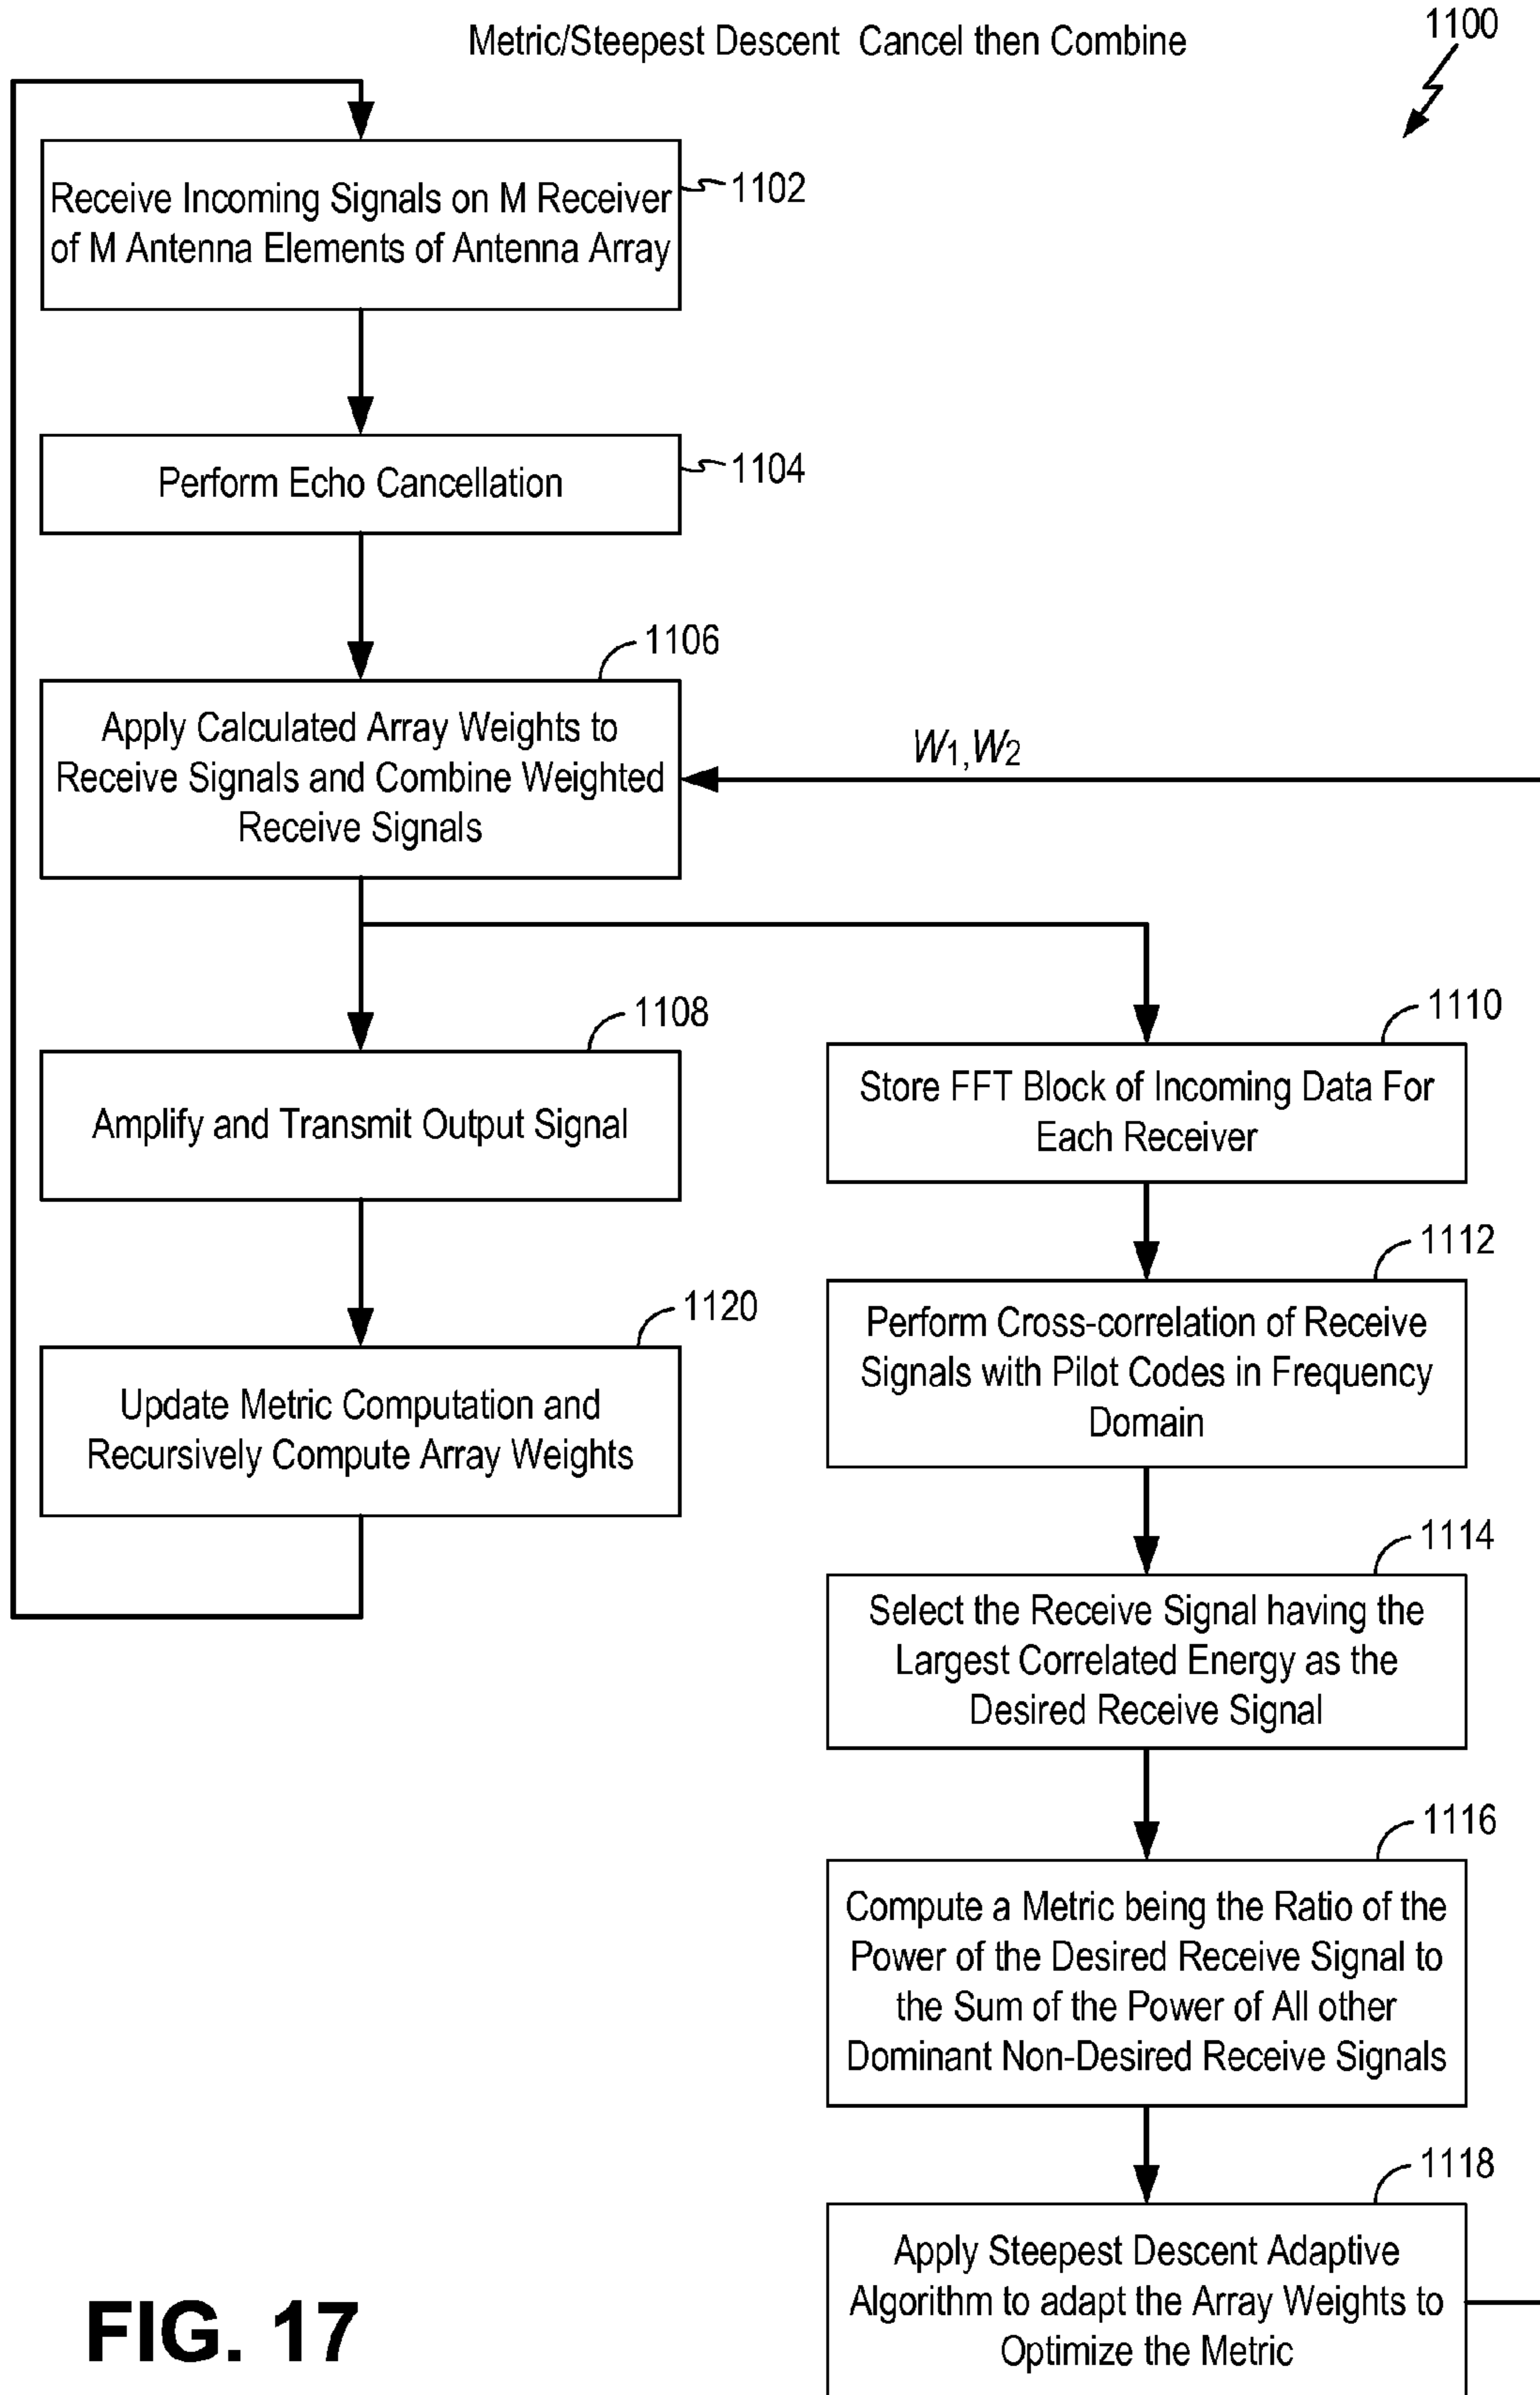 Metric/Steepest Descent Cancel then Combine
1100
Receive Incoming Signals on M Receiver
of M Antenna Elements of Antenna Array
1102
Perform Echo Cancellation
1104
1106
Apply Calculated Array Weights to
Receive Signals and Combine Weighted
Receive Signals
W1,W2
1108
Amplify and Transmit Output Signal
1120
Update Metric Computation and
Recursively Compute Array Weights
1110
Store FFT Block of Incoming Data For
Each Receiver
1112
Perform Cross-correlation of Receive
Signals with Pilot Codes in Frequency
Domain
1114
Select the Receive Signal having the
Largest Correlated Energy as the
Desired Receive Signal
1116
Compute a Metric being the Ratio of the
Power of the Desired Receive Signal to
the Sum of the Power of All other
Dominant Non-Desired Receive Signals
1118
Apply Steepest Descent Adaptive
Algorithm to adapt the Array Weights to
Optimize the Metric
FIG. 17